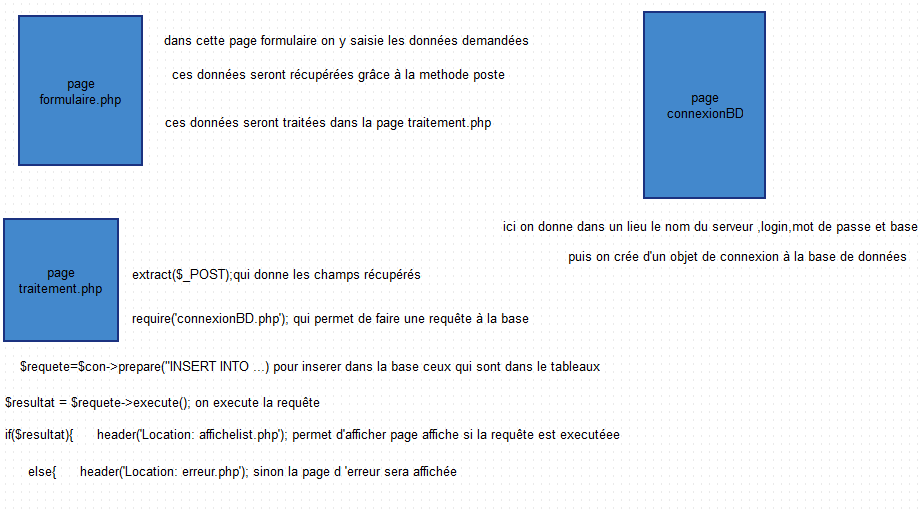 page
formulaire.php
dans cette page formulaire on y saisie les données demandées
ces données seront récupérées grâce à la methode poste
ces données seront traitées dans la page traitement.php
page
connexionBD
ici on donne dans un lieu le nom du serveur ,login,mot de passe et base
puis on crée d'un objet de connexion à la base de données
page
traitement.php
extract($_POST);qui donne les champs récupérés
require('connexionBD.php'); qui permet de faire une requête à la base
$requete=$con->prepare("INSERT INTO ...) pour inserer dans la base ceux qui sont dans le tableaux
$resultat = $requete->execute(); on execute la requête
if($resultat){ header('Location: affichelist.php'); permet d'afficher page affiche si la requête est executéee
else{ header('Location: erreur.php'); sinon la page d 'erreur sera affichée